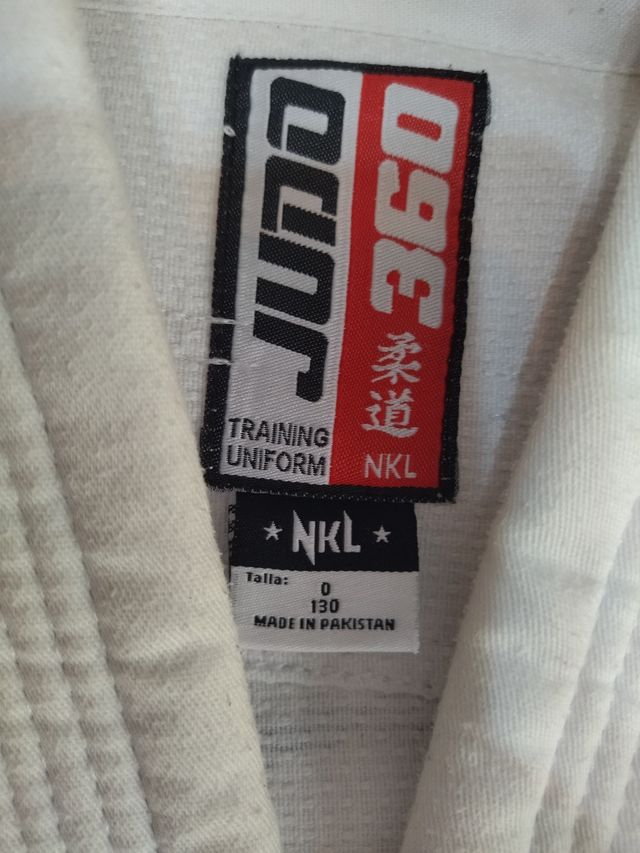 JUDO
360
柔道
NKL
TRAINING
UNIFORM
NKL
Talla:
0
130
MADE IN PAKISTAN